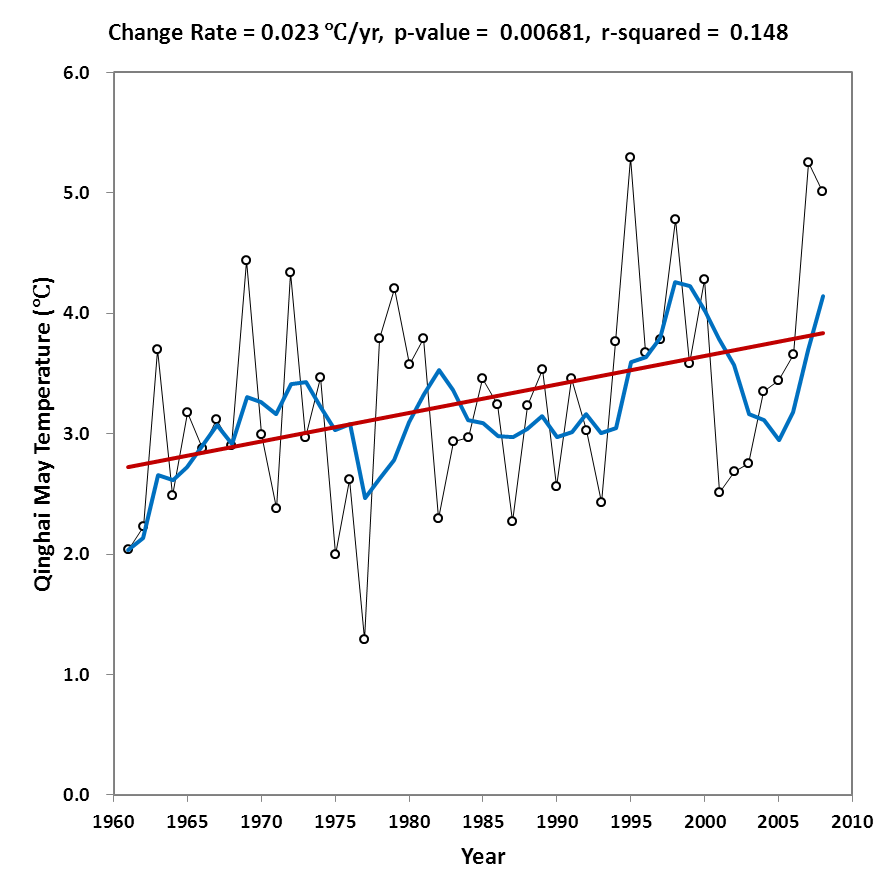 Change Rate = 0.023 ℃/yr, p-value = 0.00681, r-squared = 0.148
6.0
5.0
4.0
3.0
2.0
1.0
0.0
Qinghai May Temperature (℃)
1960 1965 1970 1975 1980 1985 1990 1995 2000 2005 2010
Year